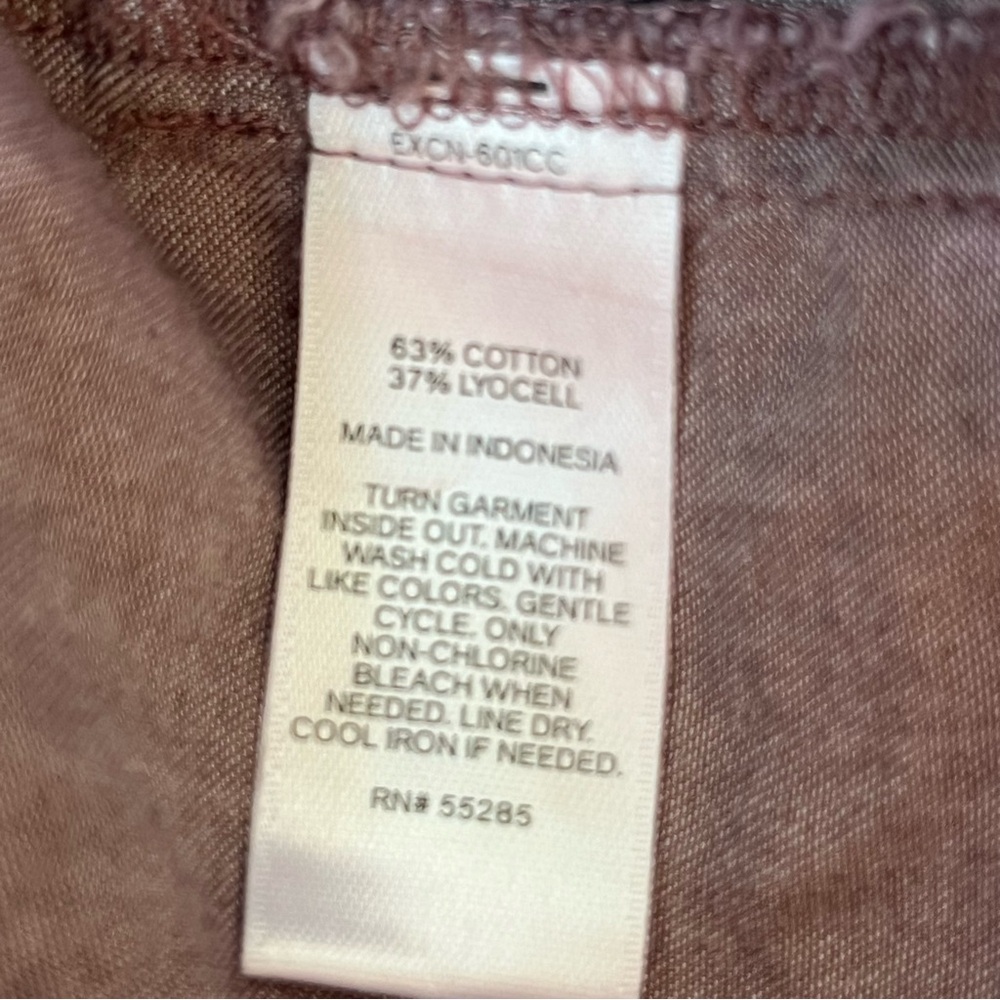 EXCN-601CC
63% COTTON
37% LYOCELL
MADE IN INDONESIA
TURN GARMENT
INSIDE OUT. MACHINE
WASH COLD WITH
LIKE COLORS. GENTLE
CYCLE. ONLY
NON-CHLORINE
BLEACH WHEN
NEEDED. LINE DRY.
COOL IRON IF NEEDED.
RN# 55285